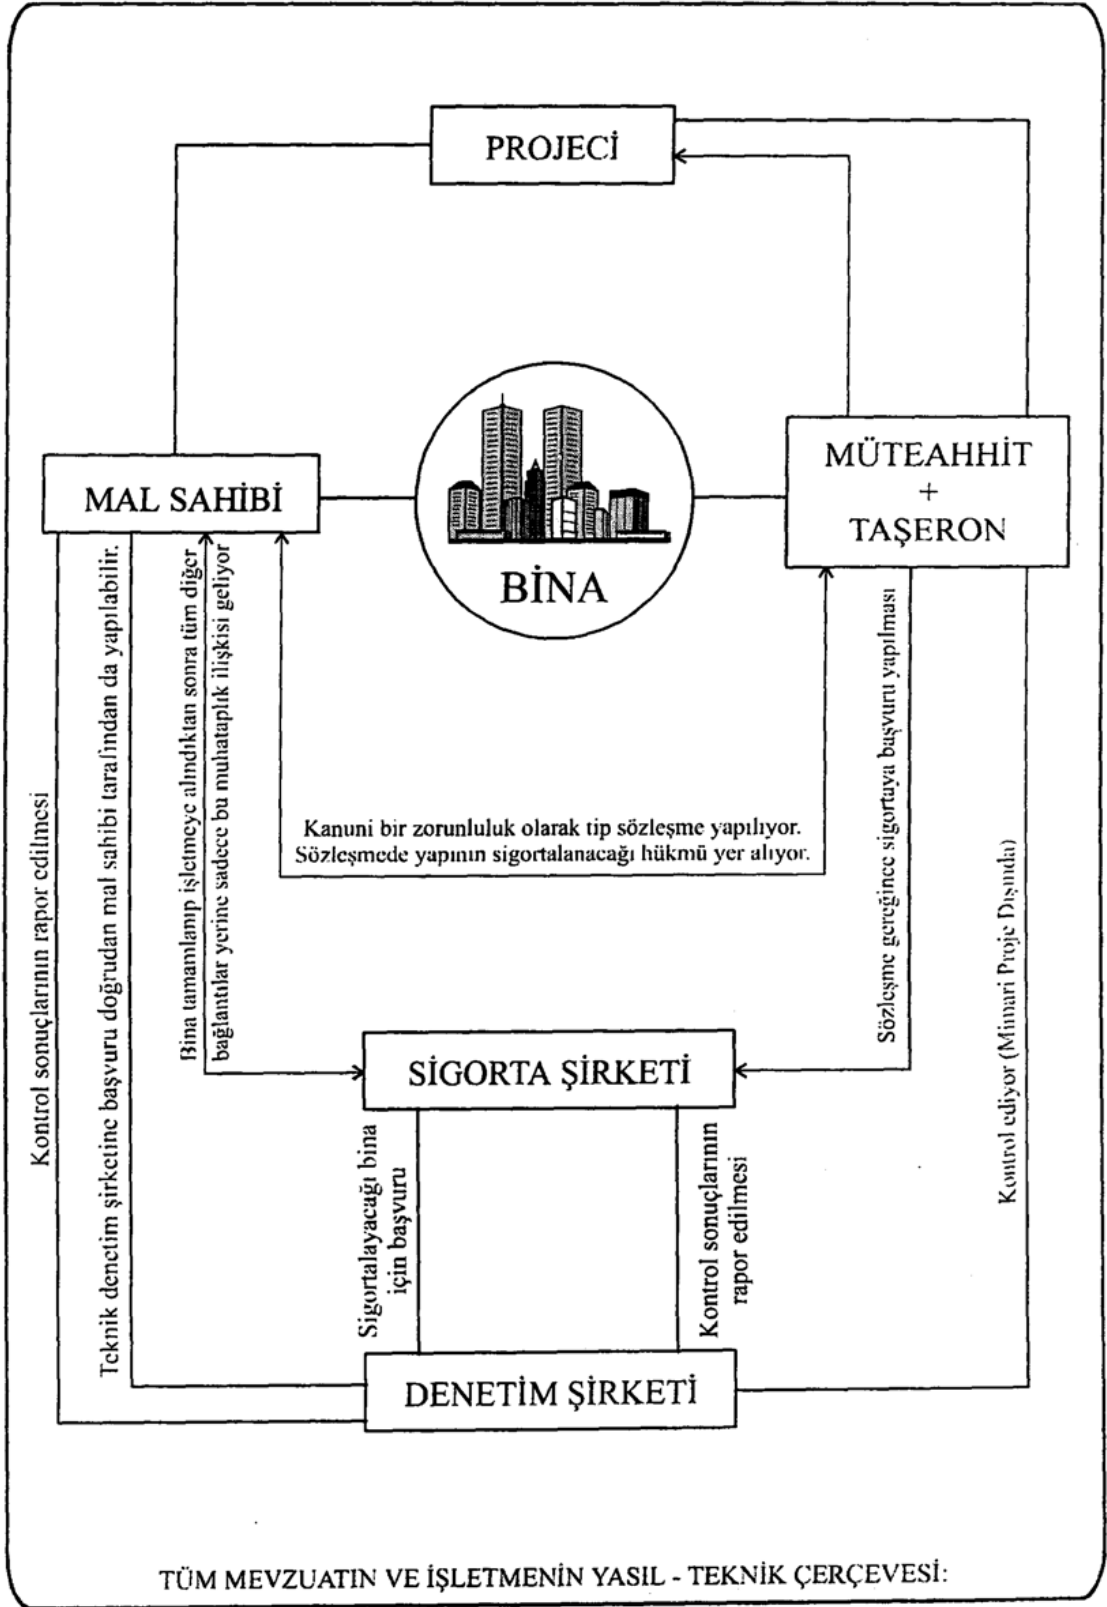 PROJECİ
MAL SAHİBİ
BİNA
MÜTEAHHİT
+
TAŞERON
Kontrol sonuçlarının rapor edilmesi
Teknik denetim şirketine başvuru doğrudan mal sahibi tarafından da yapılabilir.
Bina tamamlanıp işletmeye alındıktan sonra tüm diğer
bağlantılar yerine sadece bu muhataplık ilişkisi geliyor
Kanuni bir zorunluluk olarak tip sözleşme yapılıyor.
Sözleşmede yapının sigortalanacağı hükmü yer alıyor.
Sözleşme gereğince sigortaya başvuru yapılması
Kontrol ediyor (Mimari Proje Dışında)
SİGORTA ŞİRKETİ
Sigortalayacağı bina
için başvuru
Kontrol sonuçlarının
rapor edilmesi
DENETİM ŞİRKETİ
TÜM MEVZUATIN VE İŞLETMENİN YASIL - TEKNİK ÇERÇEVESİ: